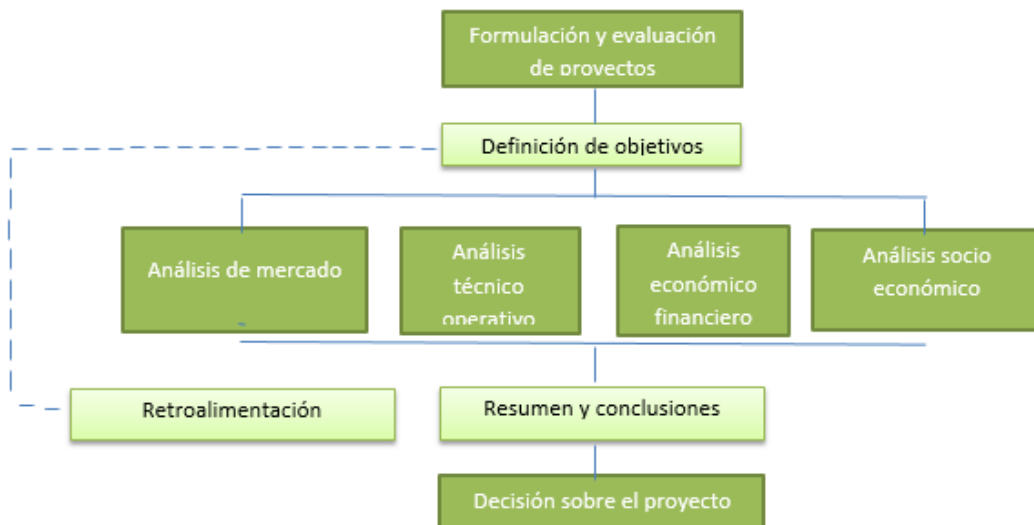 Formulación y evaluación
de proyectos
Definición de objetivos
Análisis de mercado
Análisis
técnico
operativo
Análisis
económico
financiero
Análisis socio
económico
Retroalimentación
Resumen y conclusiones
Decisión sobre el proyecto